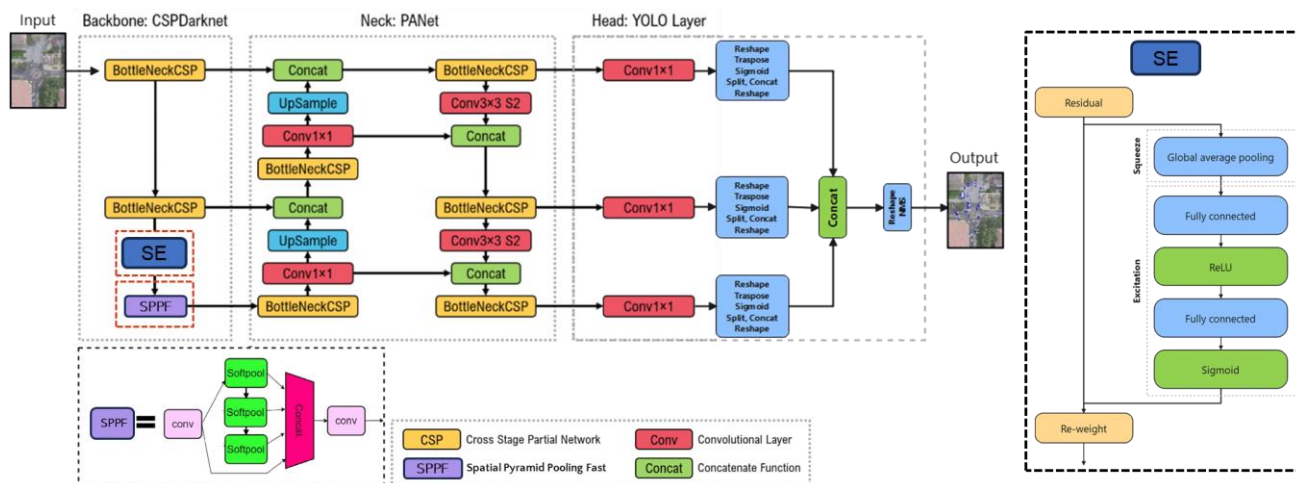 Input
Backbone: CSPDarknet
Neck: PANet
Head: YOLO Layer
BottleNeckCSP
Concat
BottleNeckCSP
Conv1×1
Reshape
Traspose
Sigmoid
Split, Concat
Reshape
UpSample
Conv3×3 S2
Conv1×1
Concat
BottleNeckCSP
BottleNeckCSP
Concat
BottleNeckCSP
Conv1×1
Reshape
Traspose
Sigmoid
Split, Concat
Reshape
Concat
Reshape
NMS
Output
SE
UpSample
Conv3×3 S2
Conv1×1
Concat
SPPF
BottleNeckCSP
BottleNeckCSP
Conv1×1
Reshape
Traspose
Sigmoid
Split, Concat
Reshape
SPPF
=
conv
Softpool
Softpool
Softpool
Concat
conv
CSP Cross Stage Partial Network
Conv Convolutional Layer
SPPF Spatial Pyramid Pooling Fast
Concat Concatenate Function
SE
Residual
Squeeze
Global average pooling
Excitation
Fully connected
ReLU
Fully connected
Sigmoid
Re-weight